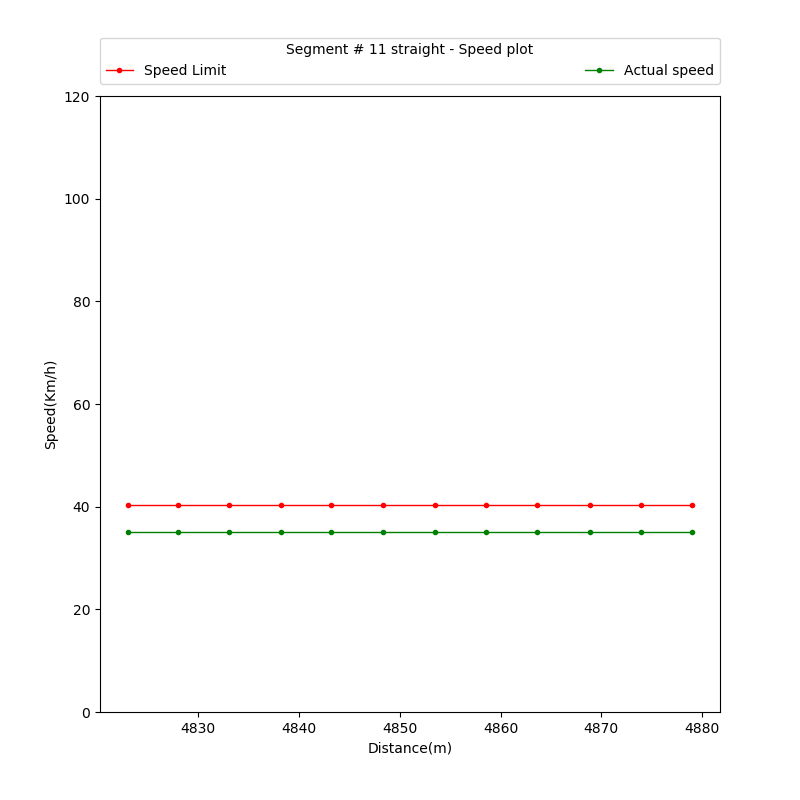 Segment # 11 straight - Speed plot
Speed Limit
Actual speed
120
100
80
60
40
20
0
Speed(Km/h)
4830 4840 4850 4860 4870 4880
Distance(m)